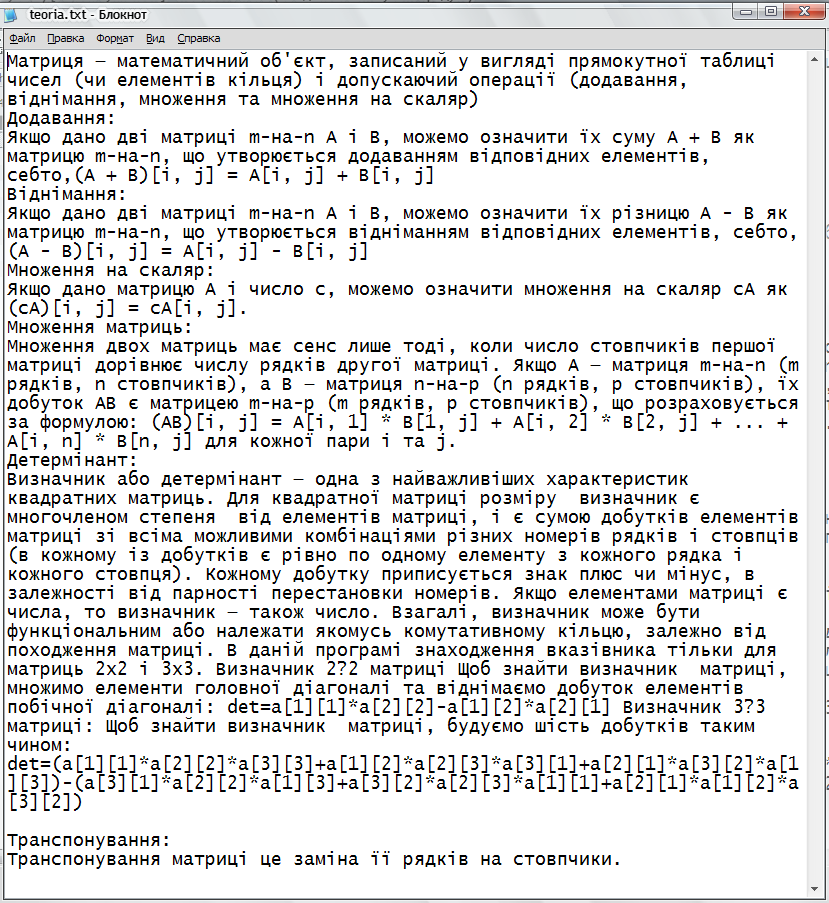 teoria.txt - Блокнот
Файл Правка Формат Вид Справка
Матриця — математичний об'єкт, записаний у вигляді прямокутної таблиці
чисел (чи елементів кільця) і допускаючий операції (додавання,
віднімання, множення та множення на скаляр)
Додавання:
Якщо дано дві матриці m-на-n A і B, можемо означити їх суму A + B як
матрицю m-на-n, що утворюється додаванням відповідних елементів,
себто,(A + B)[i, j] = A[i, j] + B[i, j]
Віднімання:
Якщо дано дві матриці m-на-n A і B, можемо означити їх різницю A - B як
матрицю m-на-n, що утворюється відніманням відповідних елементів, себто,
(A - B)[i, j] = A[i, j] - B[i, j]
Множення на скаляр:
Якщо дано матрицю A і число c, можемо означити множення на скаляр cA як
(cA)[i, j] = cA[i, j].
Множення матриць:
Множення двох матриць має сенс лише тоді, коли число стовпчиків першої
матриці дорівнює числу рядків другої матриці. Якщо A — матриця m-на-n (m
рядків, n стовпчиків), а B — матриця n-на-p (n рядків, p стовпчиків), їх
добуток AB є матрицею m-на-p (m рядків, p стовпчиків), що розраховується
за формулою: (AB)[i, j] = A[i, 1] * B[1, j] + A[i, 2] * B[2, j] + ... +
A[i, n] * B[n, j] для кожної пари i та j.
Детермінант:
Визначник або детермінант — одна з найважливіших характеристик
квадратних матриць. Для квадратної матриці розміру  визначник є
многочленом степеня  від елементів матриці, і є сумою добутків елементів
матриці зі всіма можливими комбінаціями різних номерів рядків і стовпців
(в кожному із добутків є рівно по одному елементу з кожного рядка і
кожного стовпця). Кожному добутку приписується знак плюс чи мінус, в
залежності від парності перестановки номерів. Якщо елементами матриці є
числа, то визначник — також число. Взагалі, визначник може бути
функціональним або належати якомусь комутативному кільцю, залежно від
походження матриці. В даній програмі знаходження вказівника тільки для
матриць 2x2 і 3x3. Визначник 2?2 матриці Щоб знайти визначник  матриці,
множимо елементи головної діагоналі та віднімаємо добуток елементів
побічної діагоналі: det=a[1][1]*a[2][2]-a[1][2]*a[2][1] Визначник 3?3
матриці: Щоб знайти визначник  матриці, будуємо шість добутків таким
чином:
det=(a[1][1]*a[2][2]*a[3][3]+a[1][2]*a[2][3]*a[3][1]+a[2][1]*a[3][2]*a[1
][3])-(a[3][1]*a[2][2]*a[1][3]+a[3][2]*a[2][3]*a[1][1]+a[2][1]*a[1][2]*a
[3][2])
Транспонування:
Транспонування матриці це заміна її рядків на стовпчики.